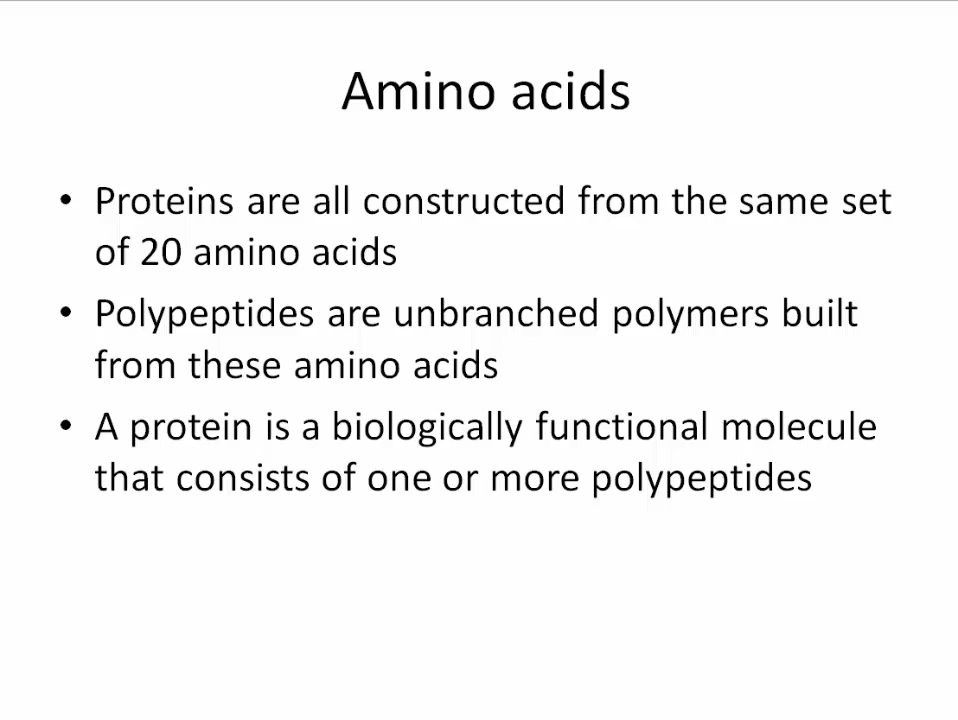 Amino acids
• Proteins are all constructed from the same set
of 20 amino acids
• Polypeptides are unbranched polymers built
from these amino acids
• A protein is a biologically functional molecule
that consists of one or more polypeptides